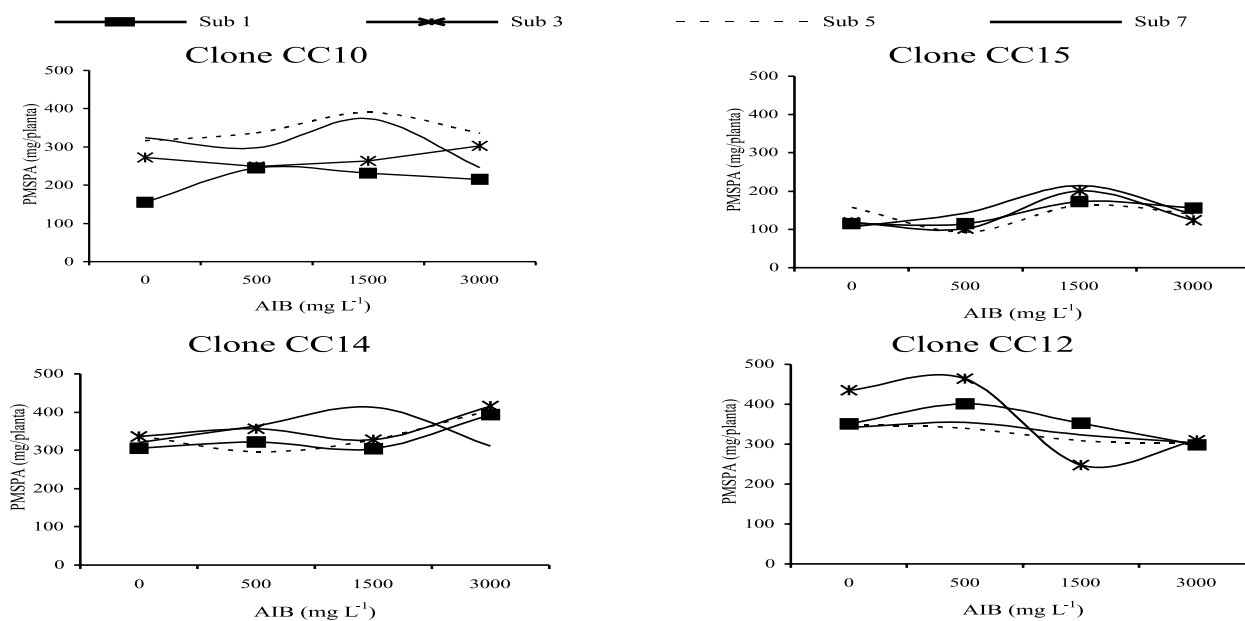 Sub 1 Sub 3 Sub 5 Sub 7
Clone CC10
PMSPA (mg/planta)
500
400
300
200
100
0
0 500 1500 3000
AIB (mg L⁻¹)
Clone CC15
PMSPA (mg/planta)
500
400
300
200
100
0
0 500 1500 3000
AIB (mg L⁻¹)
Clone CC14
PMSPA (mg/planta)
500
400
300
200
100
0
0 500 1500 3000
AIB (mg L⁻¹)
Clone CC12
PMSPA (mg/planta)
500
400
300
200
100
0
0 500 1500 3000
AIB (mg L⁻¹)